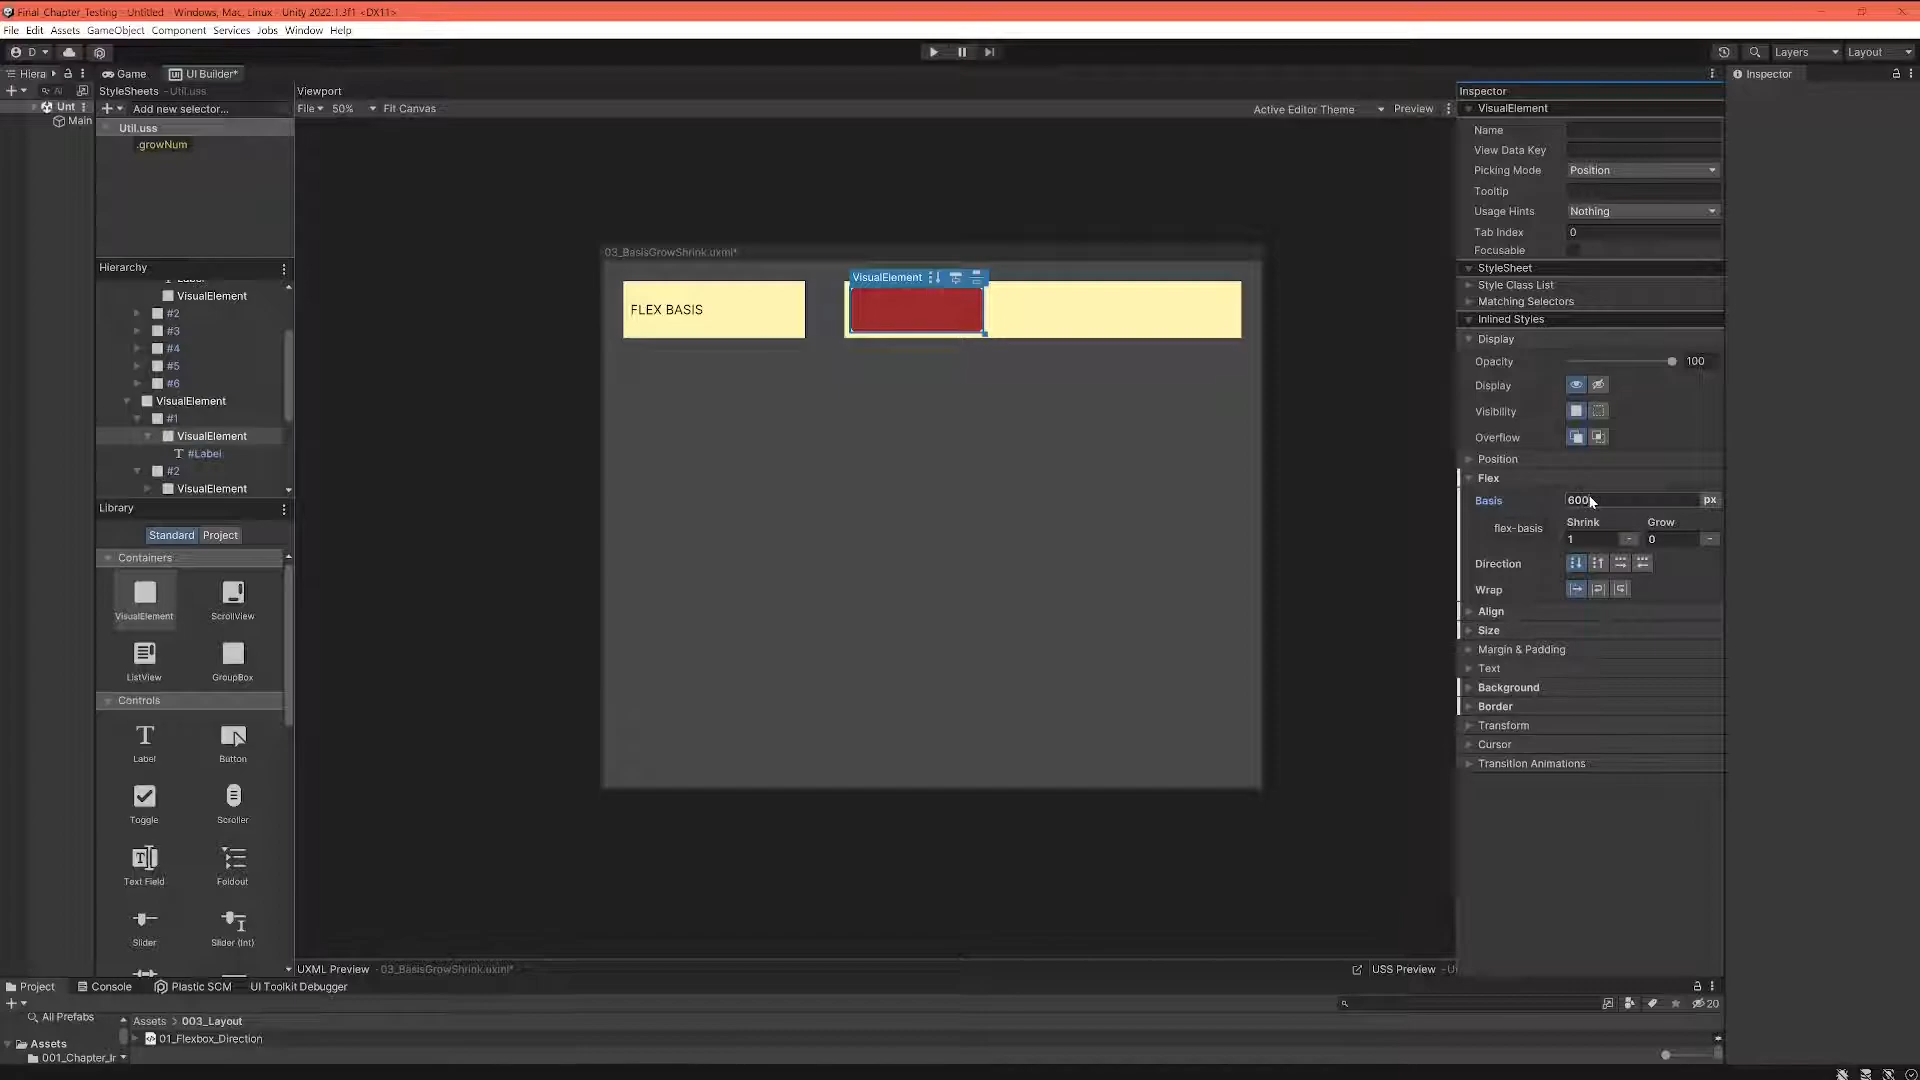 Final_Chapter_Testing - Untitled - Windows, Mac, Linux - Unity 2022.1.3f1 <DX11>
File Edit Assets GameObject Component Services Jobs Window Help
D Layers Layout
Hiera Game UI Builder* Inspector
StyleSheets - Util.uss Viewport Inspector
Add new selector... File 50% Fit Canvas Active Editor Theme Preview VisualElement
Unt
Main
Util.uss
.growNum
Name
View Data Key
Picking Mode Position
Tooltip
Usage Hints Nothing
Tab Index 0
Focusable
03_BasisGrowShrink.uxml*
VisualElement
FLEX BASIS
StyleSheet
Style Class List
Matching Selectors
Inlined Styles
Display
Opacity 100
Display
Visibility
Overflow
Position
Flex
Basis 600 px
flex-basis Shrink Grow
1 - 0 -
Direction
Wrap
Align
Size
Margin & Padding
Text
Background
Border
Transform
Cursor
Transition Animations
Hierarchy
Label
VisualElement
#2
#3
#4
#5
#6
VisualElement
#1
VisualElement
#Label
#2
VisualElement
Library
Standard Project
Containers
VisualElement ScrollView
ListView GroupBox
Controls
Label Button
Toggle Scroller
Text Field Foldout
Slider Slider (Int)
UXML Preview - 03_BasisGrowShrink.uxml* USS Preview - U
Project Console Plastic SCM UI Toolkit Debugger
20
All Prefabs Assets > 003_Layout
Assets 01_Flexbox_Direction
001_Chapter_Ir